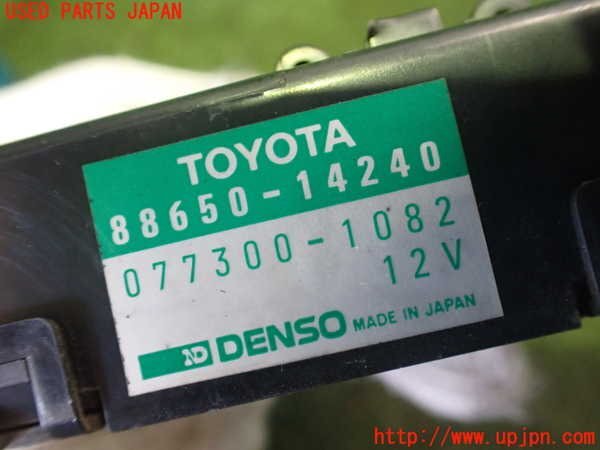 USED PARTS JAPAN
TOYOTA
88650-14240
077300-1082
12V
ND DENSO MADE IN JAPAN
http://www.upjpn.com/